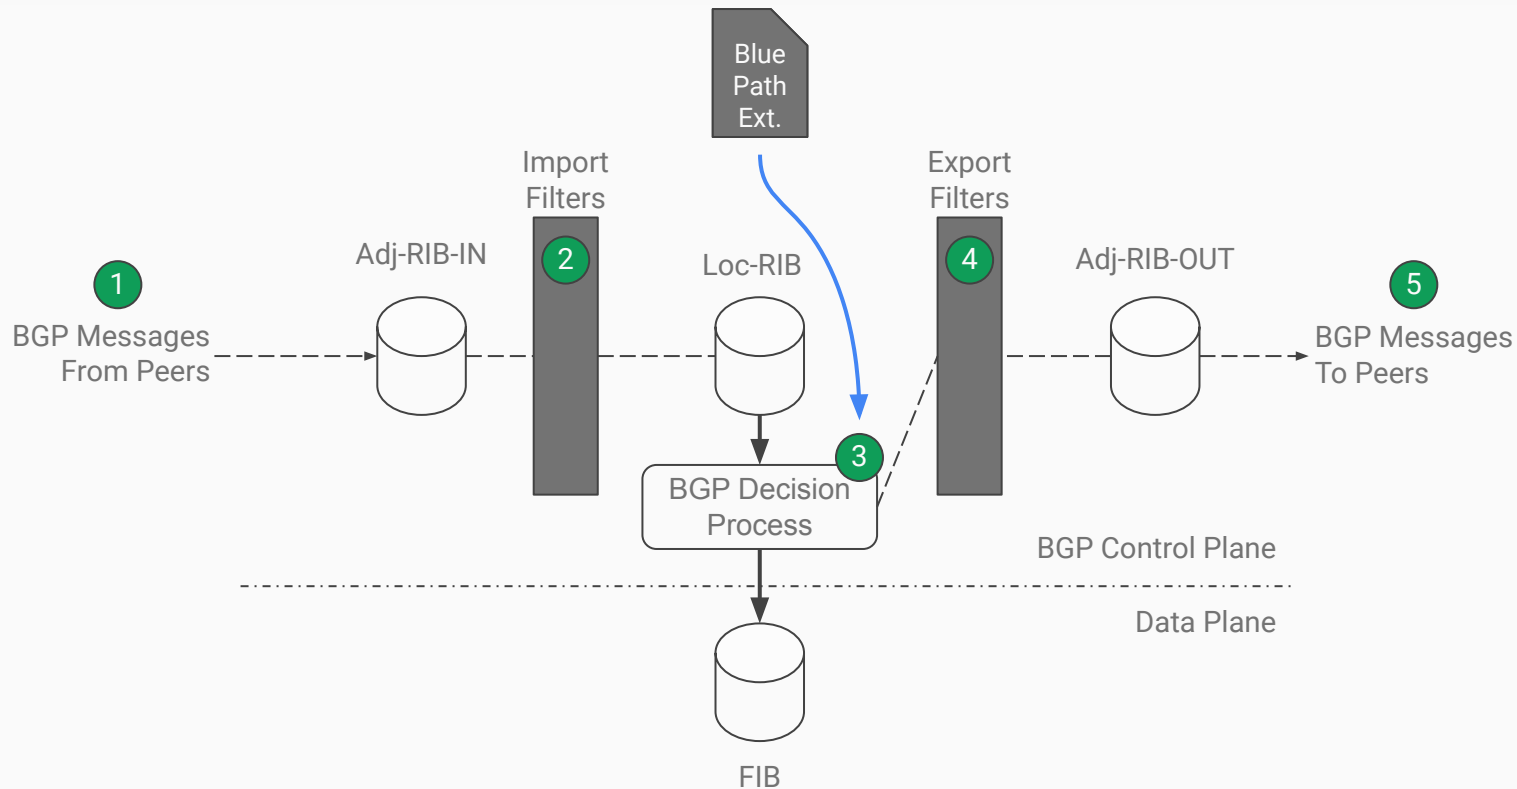 Blue
Path
Ext.
Import
Filters
Export
Filters
Adj-RIB-IN
2
Loc-RIB
4
Adj-RIB-OUT
1
5
BGP Messages
From Peers
BGP Messages
To Peers
3
BGP Decision
Process
BGP Control Plane
Data Plane
FIB